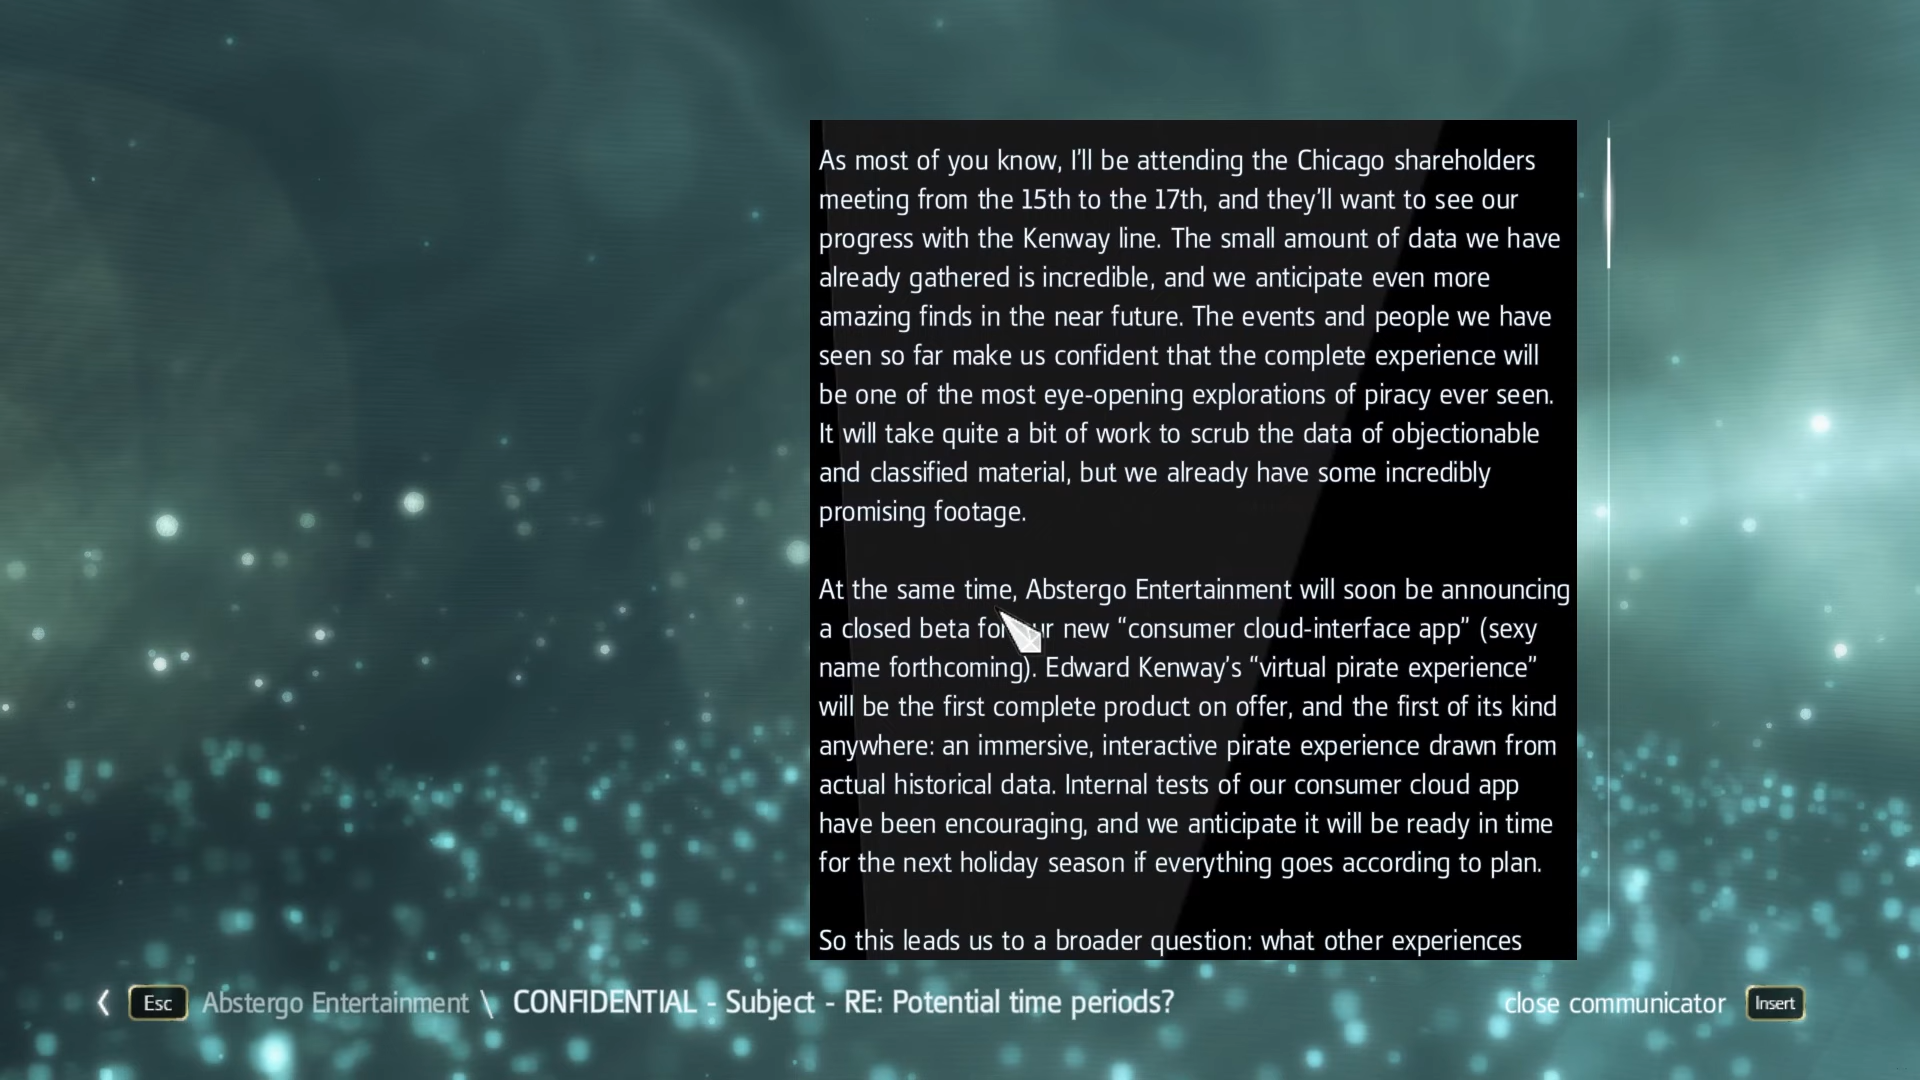 As most of you know, I'll be attending the Chicago shareholders
meeting from the 15th to the 17th, and they'll want to see our
progress with the Kenway line. The small amount of data we have
already gathered is incredible, and we anticipate even more
amazing finds in the near future. The events and people we have
seen so far make us confident that the complete experience will
be one of the most eye-opening explorations of piracy ever seen.
It will take quite a bit of work to scrub the data of objectionable
and classified material, but we already have some incredibly
promising footage.
At the same time, Abstergo Entertainment will soon be announcing
a closed beta for our new “consumer cloud-interface app” (sexy
name forthcoming). Edward Kenway's “virtual pirate experience”
will be the first complete product on offer, and the first of its kind
anywhere: an immersive, interactive pirate experience drawn from
actual historical data. Internal tests of our consumer cloud app
have been encouraging, and we anticipate it will be ready in time
for the next holiday season if everything goes according to plan.
So this leads us to a broader question: what other experiences
Esc Abstergo Entertainment \ CONFIDENTIAL - Subject - RE: Potential time periods? close communicator Insert